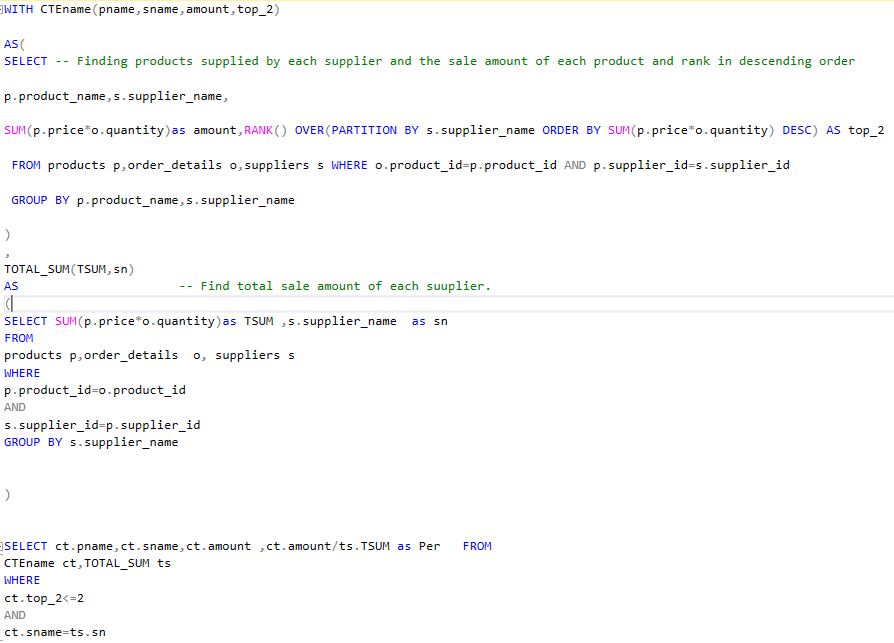 WITH CTEname(pname,sname,amount,top_2)
AS(
SELECT -- Finding products supplied by each supplier and the sale amount of each product and rank in descending order
p.product_name,s.supplier_name,
SUM(p.price*o.quantity)as amount,RANK() OVER(PARTITION BY s.supplier_name ORDER BY SUM(p.price*o.quantity) DESC) AS top_2
FROM products p,order_details o,suppliers s WHERE o.product_id=p.product_id AND p.supplier_id=s.supplier_id
GROUP BY p.product_name,s.supplier_name
)
,
TOTAL_SUM(TSUM,sn)
AS -- Find total sale amount of each suuplier.
(
SELECT SUM(p.price*o.quantity)as TSUM ,s.supplier_name as sn
FROM
products p,order_details o, suppliers s
WHERE
p.product_id=o.product_id
AND
s.supplier_id=p.supplier_id
GROUP BY s.supplier_name
)
SELECT ct.pname,ct.sname,ct.amount ,ct.amount/ts.TSUM as Per FROM
CTEname ct,TOTAL_SUM ts
WHERE
ct.top_2<=2
AND
ct.sname=ts.sn